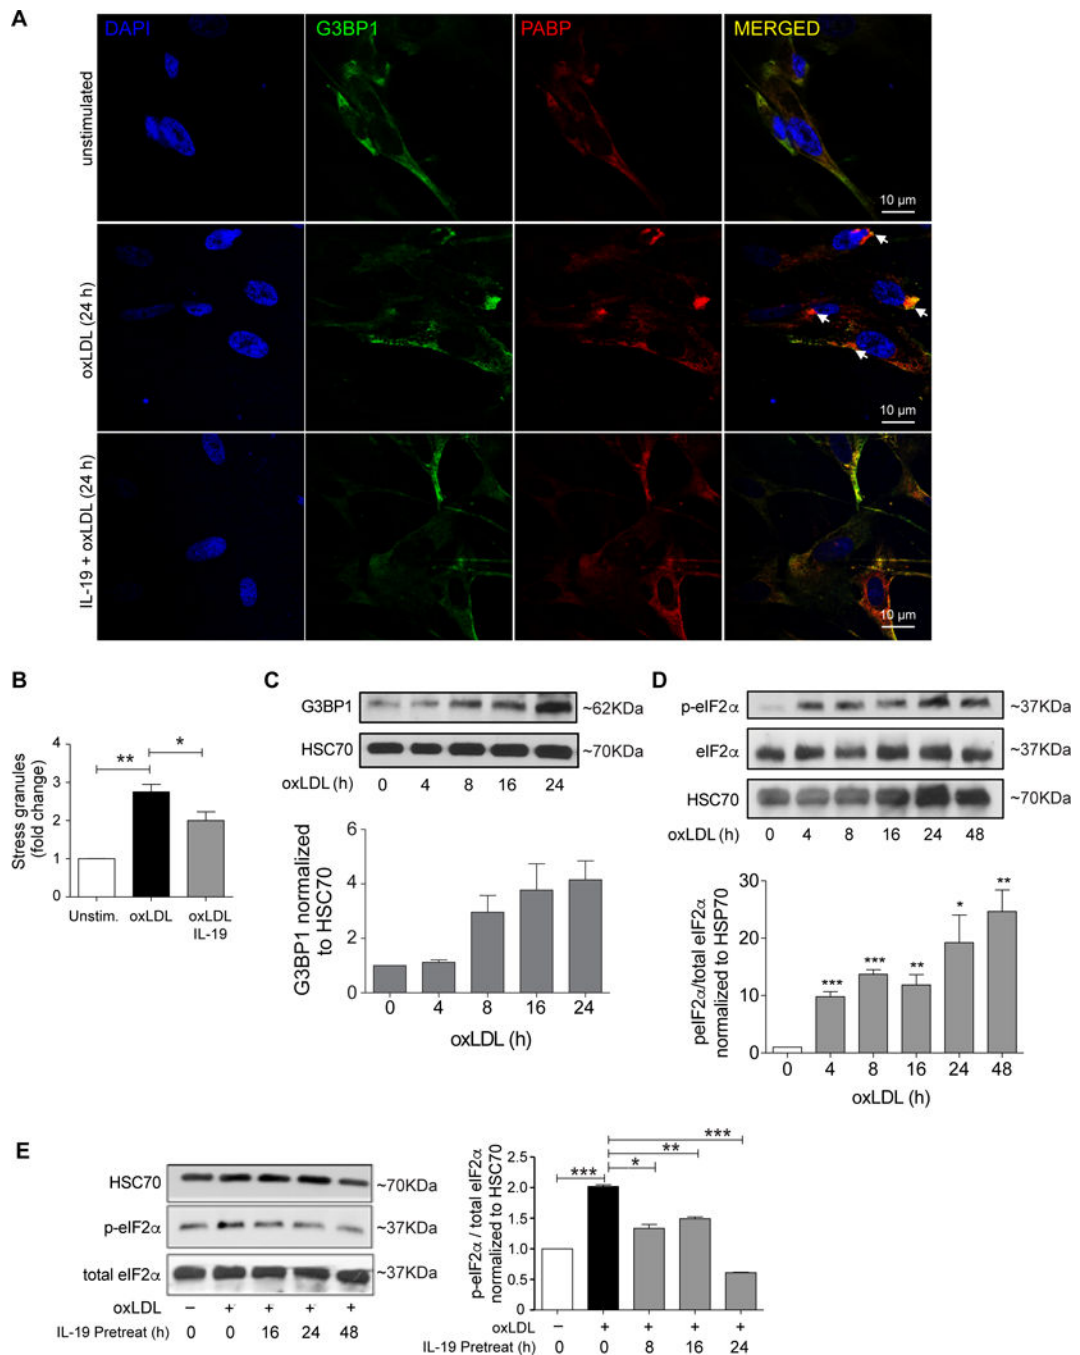 A
DAPI
G3BP1
PABP
MERGED
unstimulated
10 µm
oxLDL (24 h)
10 µm
IL-19 + oxLDL (24 h)
10 µm
B
Stress granules
(fold change)
4
3
2
1
0
**
*
Unstim.
oxLDL
oxLDL
IL-19
C
G3BP1
~62KDa
HSC70
~70KDa
oxLDL (h)
0 4 8 16 24
G3BP1 normalized
to HSC70
6
4
2
0
0 4 8 16 24
oxLDL (h)
D
p-eIF2α
~37KDa
eIF2α
~37KDa
HSC70
~70KDa
oxLDL (h)
0 4 8 16 24 48
peIF2α/total eIF2α
normalized to HSP70
30
20
10
0
*** *** ** * **
0 4 8 16 24 48
oxLDL (h)
E
HSC70
~70KDa
p-eIF2α
~37KDa
total eIF2α
~37KDa
oxLDL – + + + +
IL-19 Pretreat (h) 0 0 16 24 48
p-eIF2α / total eIF2α
normalized to HSC70
2.5
2.0
1.5
1.0
0.5
0.0
***
**
*
***
oxLDL – + + + +
IL-19 Pretreat (h) 0 0 8 16 24